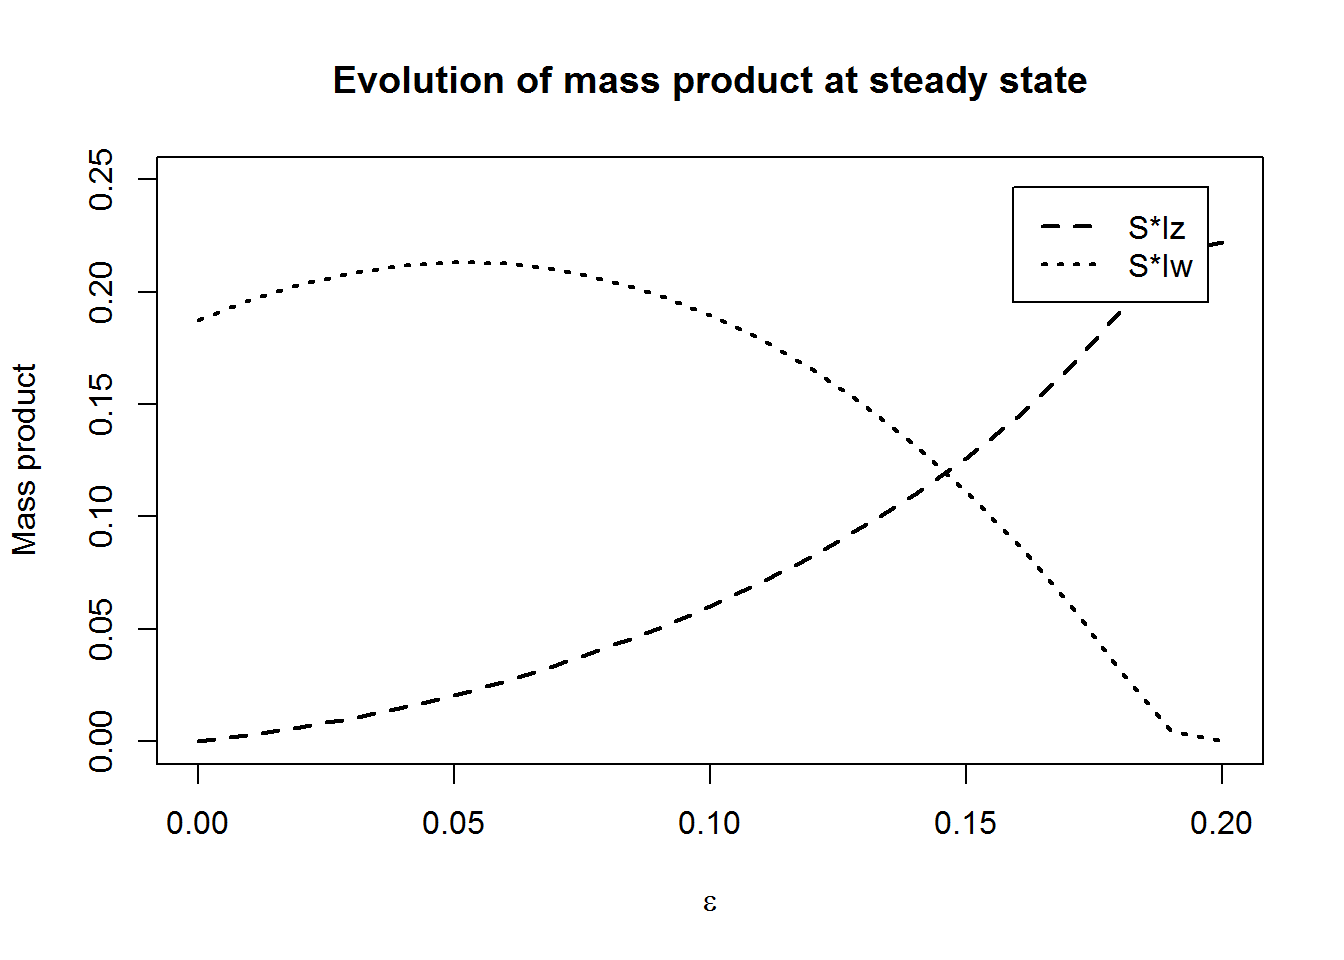 Evolution of mass product at steady state
Mass product
0.25
0.20
0.15
0.10
0.05
0.00
S*Iz
S*Iw
0.00 0.05 0.10 0.15 0.20
ε